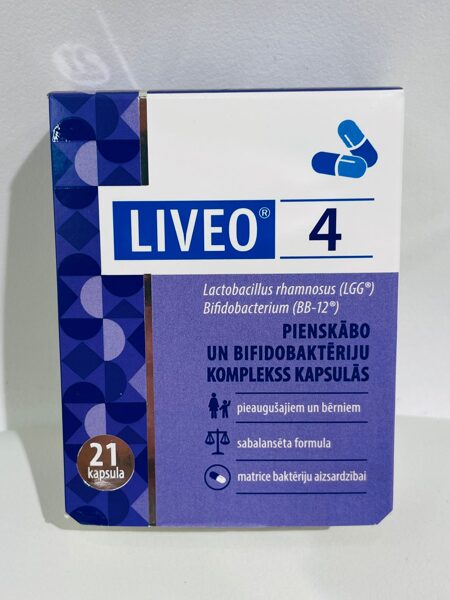 LIVEO® 4
Lactobacillus rhamnosus (LGG®)
Bifidobacterium (BB-12®)
PIENSKĀBO
UN BIFIDOBAKTĒRIJU
KOMPLEKSS KAPSULĀS
pieaugušajiem un bērniem
sabalansēta formula
matrice baktēriju aizsardzībai
21
kapsula